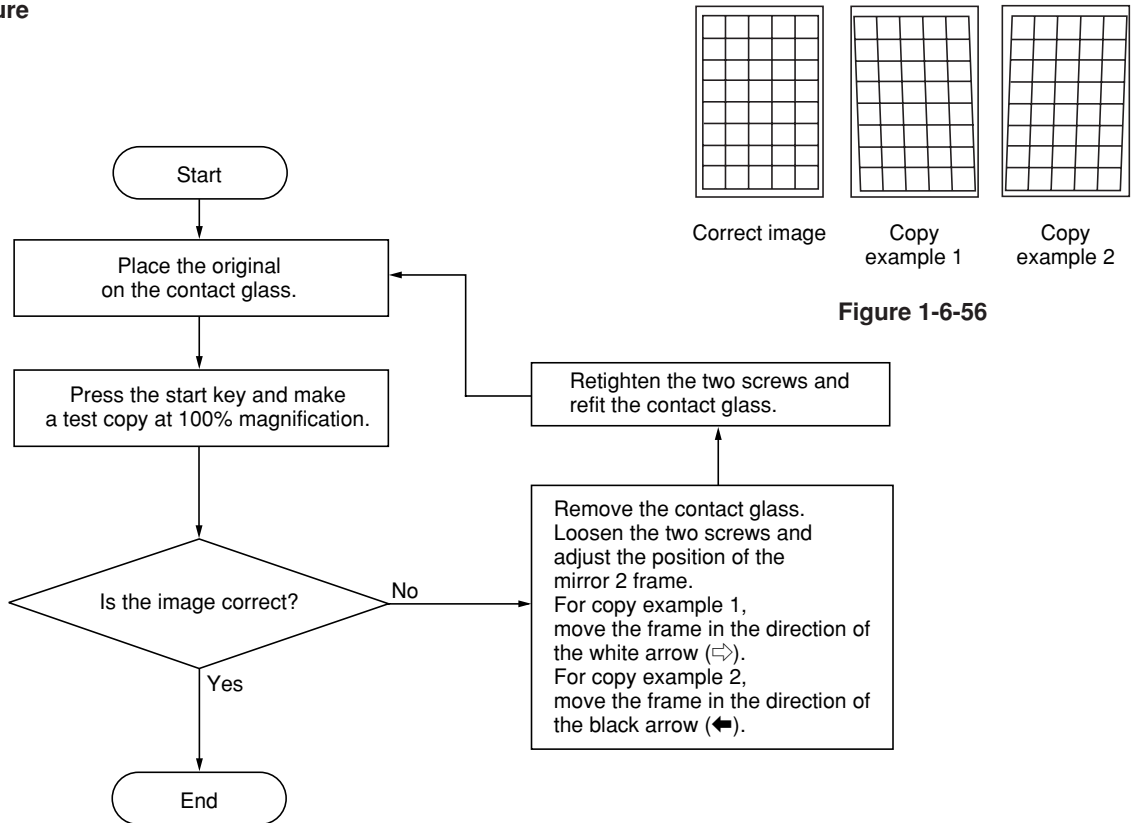 ure
Correct image
Copy
example 1
Copy
example 2
Figure 1-6-56
Start
Place the original
on the contact glass.
Press the start key and make
a test copy at 100% magnification.
Is the image correct?
No
Yes
End
Remove the contact glass.
Loosen the two screws and
adjust the position of the
mirror 2 frame.
For copy example 1,
move the frame in the direction of
the white arrow (⇨).
For copy example 2,
move the frame in the direction of
the black arrow (⬅).
Retighten the two screws and
refit the contact glass.